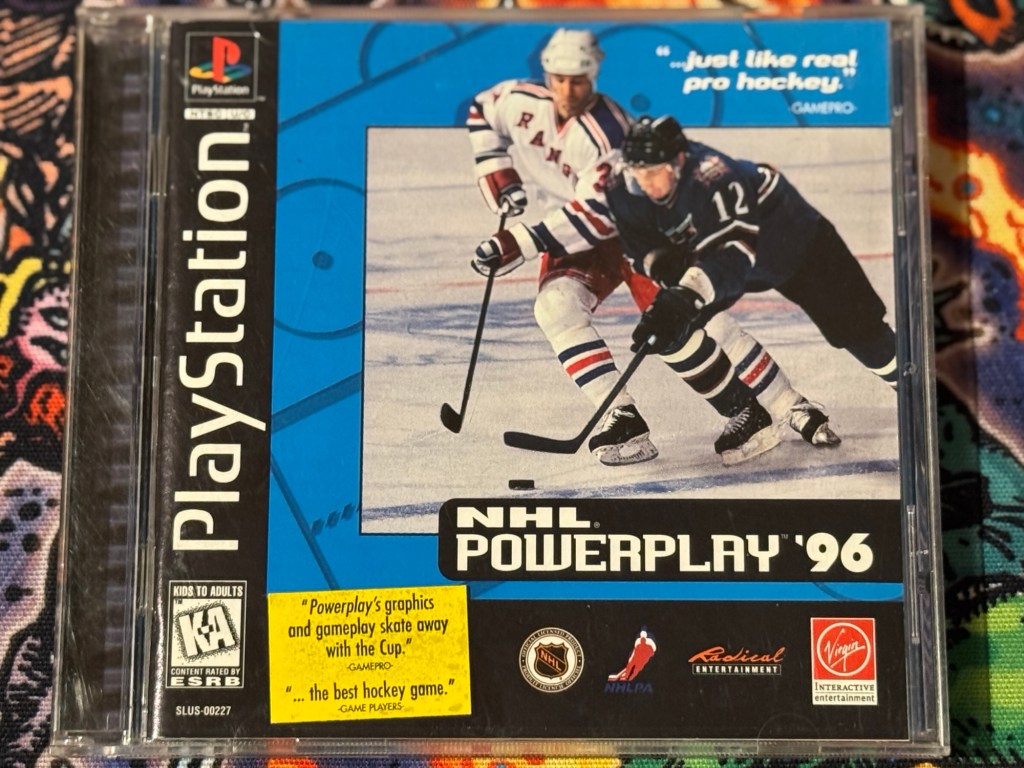 PlayStation
NTSC U/C
PlayStation
"...just like real
pro hockey."
-GAMEPRO-
RANG
12
NHL®
POWERPLAY™ '96
KIDS TO ADULTS
K-A
CONTENT RATED BY
ESRB
SLUS-00227
"Powerplay's graphics
and gameplay skate away
with the Cup."
-GAMEPRO-
"... the best hockey game."
-GAME PLAYERS-
NHL
NHLPA
Radical
ENTERTAINMENT
Virgin
INTERACTIVE
entertainment